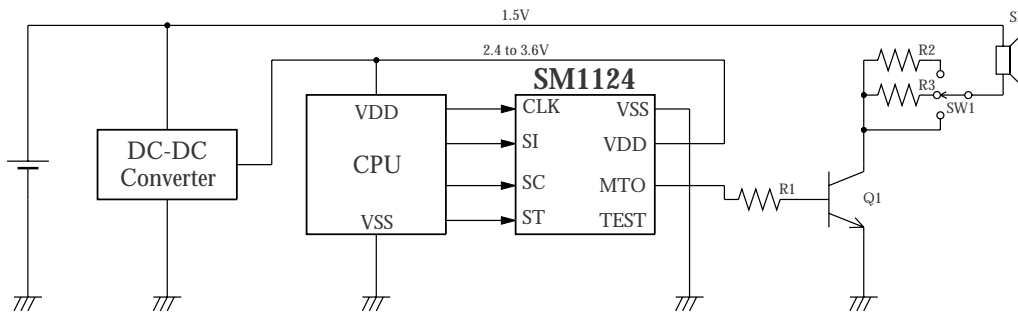 1.5V
2.4 to 3.6V
R2
SM1124
R3
SW1
VDD
CLK
VSS
DC-DC
Converter
CPU
SI
VDD
SC
MTO
R1
Q1
VSS
ST
TEST